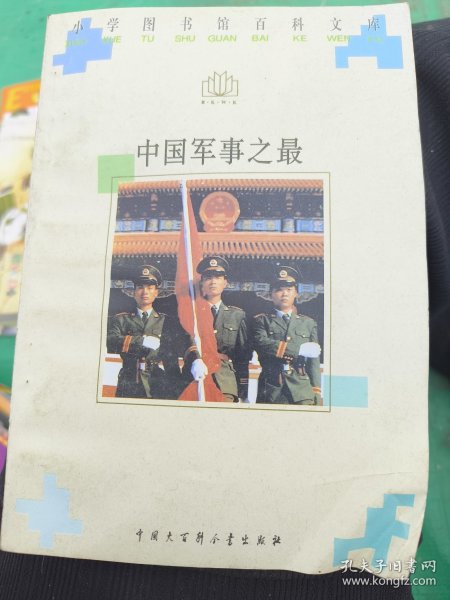 小学图书馆百科文库
XUE TU SHU GUAN BAI KE WEN
中国军事之最
中国大百科全书出版社
孔夫子旧书网
www.kongfz.com